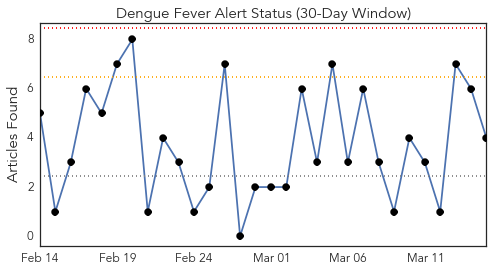 Dengue Fever Alert Status (30-Day Window)
Articles Found
8
6
4
2
0
Feb 14
Feb 19
Feb 24
Mar 01
Mar 06
Mar 11